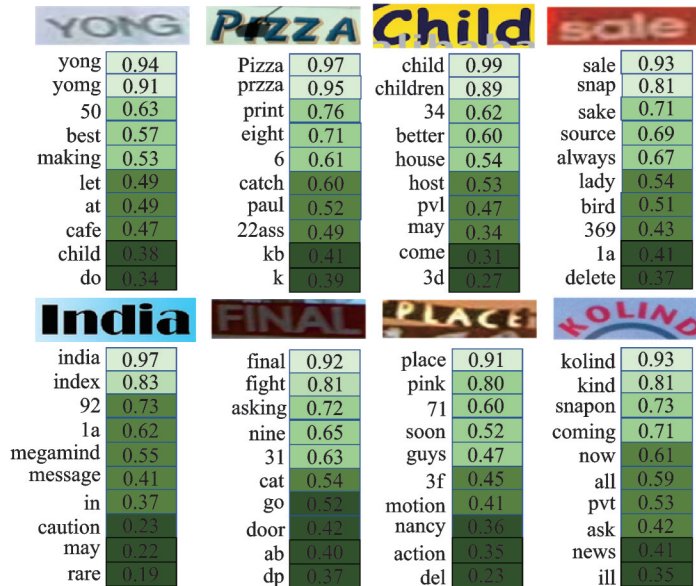 YONG PIZZA Child sale
yong 0.94 Pizza 0.97 child 0.99 sale 0.93
yomg 0.91 przza 0.95 children 0.89 snap 0.81
50 0.63 print 0.76 34 0.62 sake 0.71
best 0.57 eight 0.71 better 0.60 source 0.69
making 0.53 6 0.61 house 0.54 always 0.67
let 0.49 catch 0.60 host 0.53 lady 0.54
at 0.49 paul 0.52 pvl 0.47 bird 0.51
cafe 0.47 22ass 0.49 may 0.34 369 0.43
child 0.38 kb 0.41 come 0.31 1a 0.41
do 0.34 k 0.39 3d 0.27 delete 0.37
India FINAL PLACE KOLIND
india 0.97 final 0.92 place 0.91 kolind 0.93
index 0.83 fight 0.81 pink 0.80 kind 0.81
92 0.73 asking 0.72 71 0.60 snapon 0.73
1a 0.62 nine 0.65 soon 0.52 coming 0.71
megamind 0.55 31 0.63 guys 0.47 now 0.61
message 0.41 cat 0.54 3f 0.45 all 0.59
in 0.37 go 0.52 motion 0.41 pvt 0.53
caution 0.23 door 0.42 nancy 0.36 ask 0.42
may 0.22 ab 0.40 action 0.35 news 0.41
rare 0.19 dp 0.37 del 0.23 ill 0.35